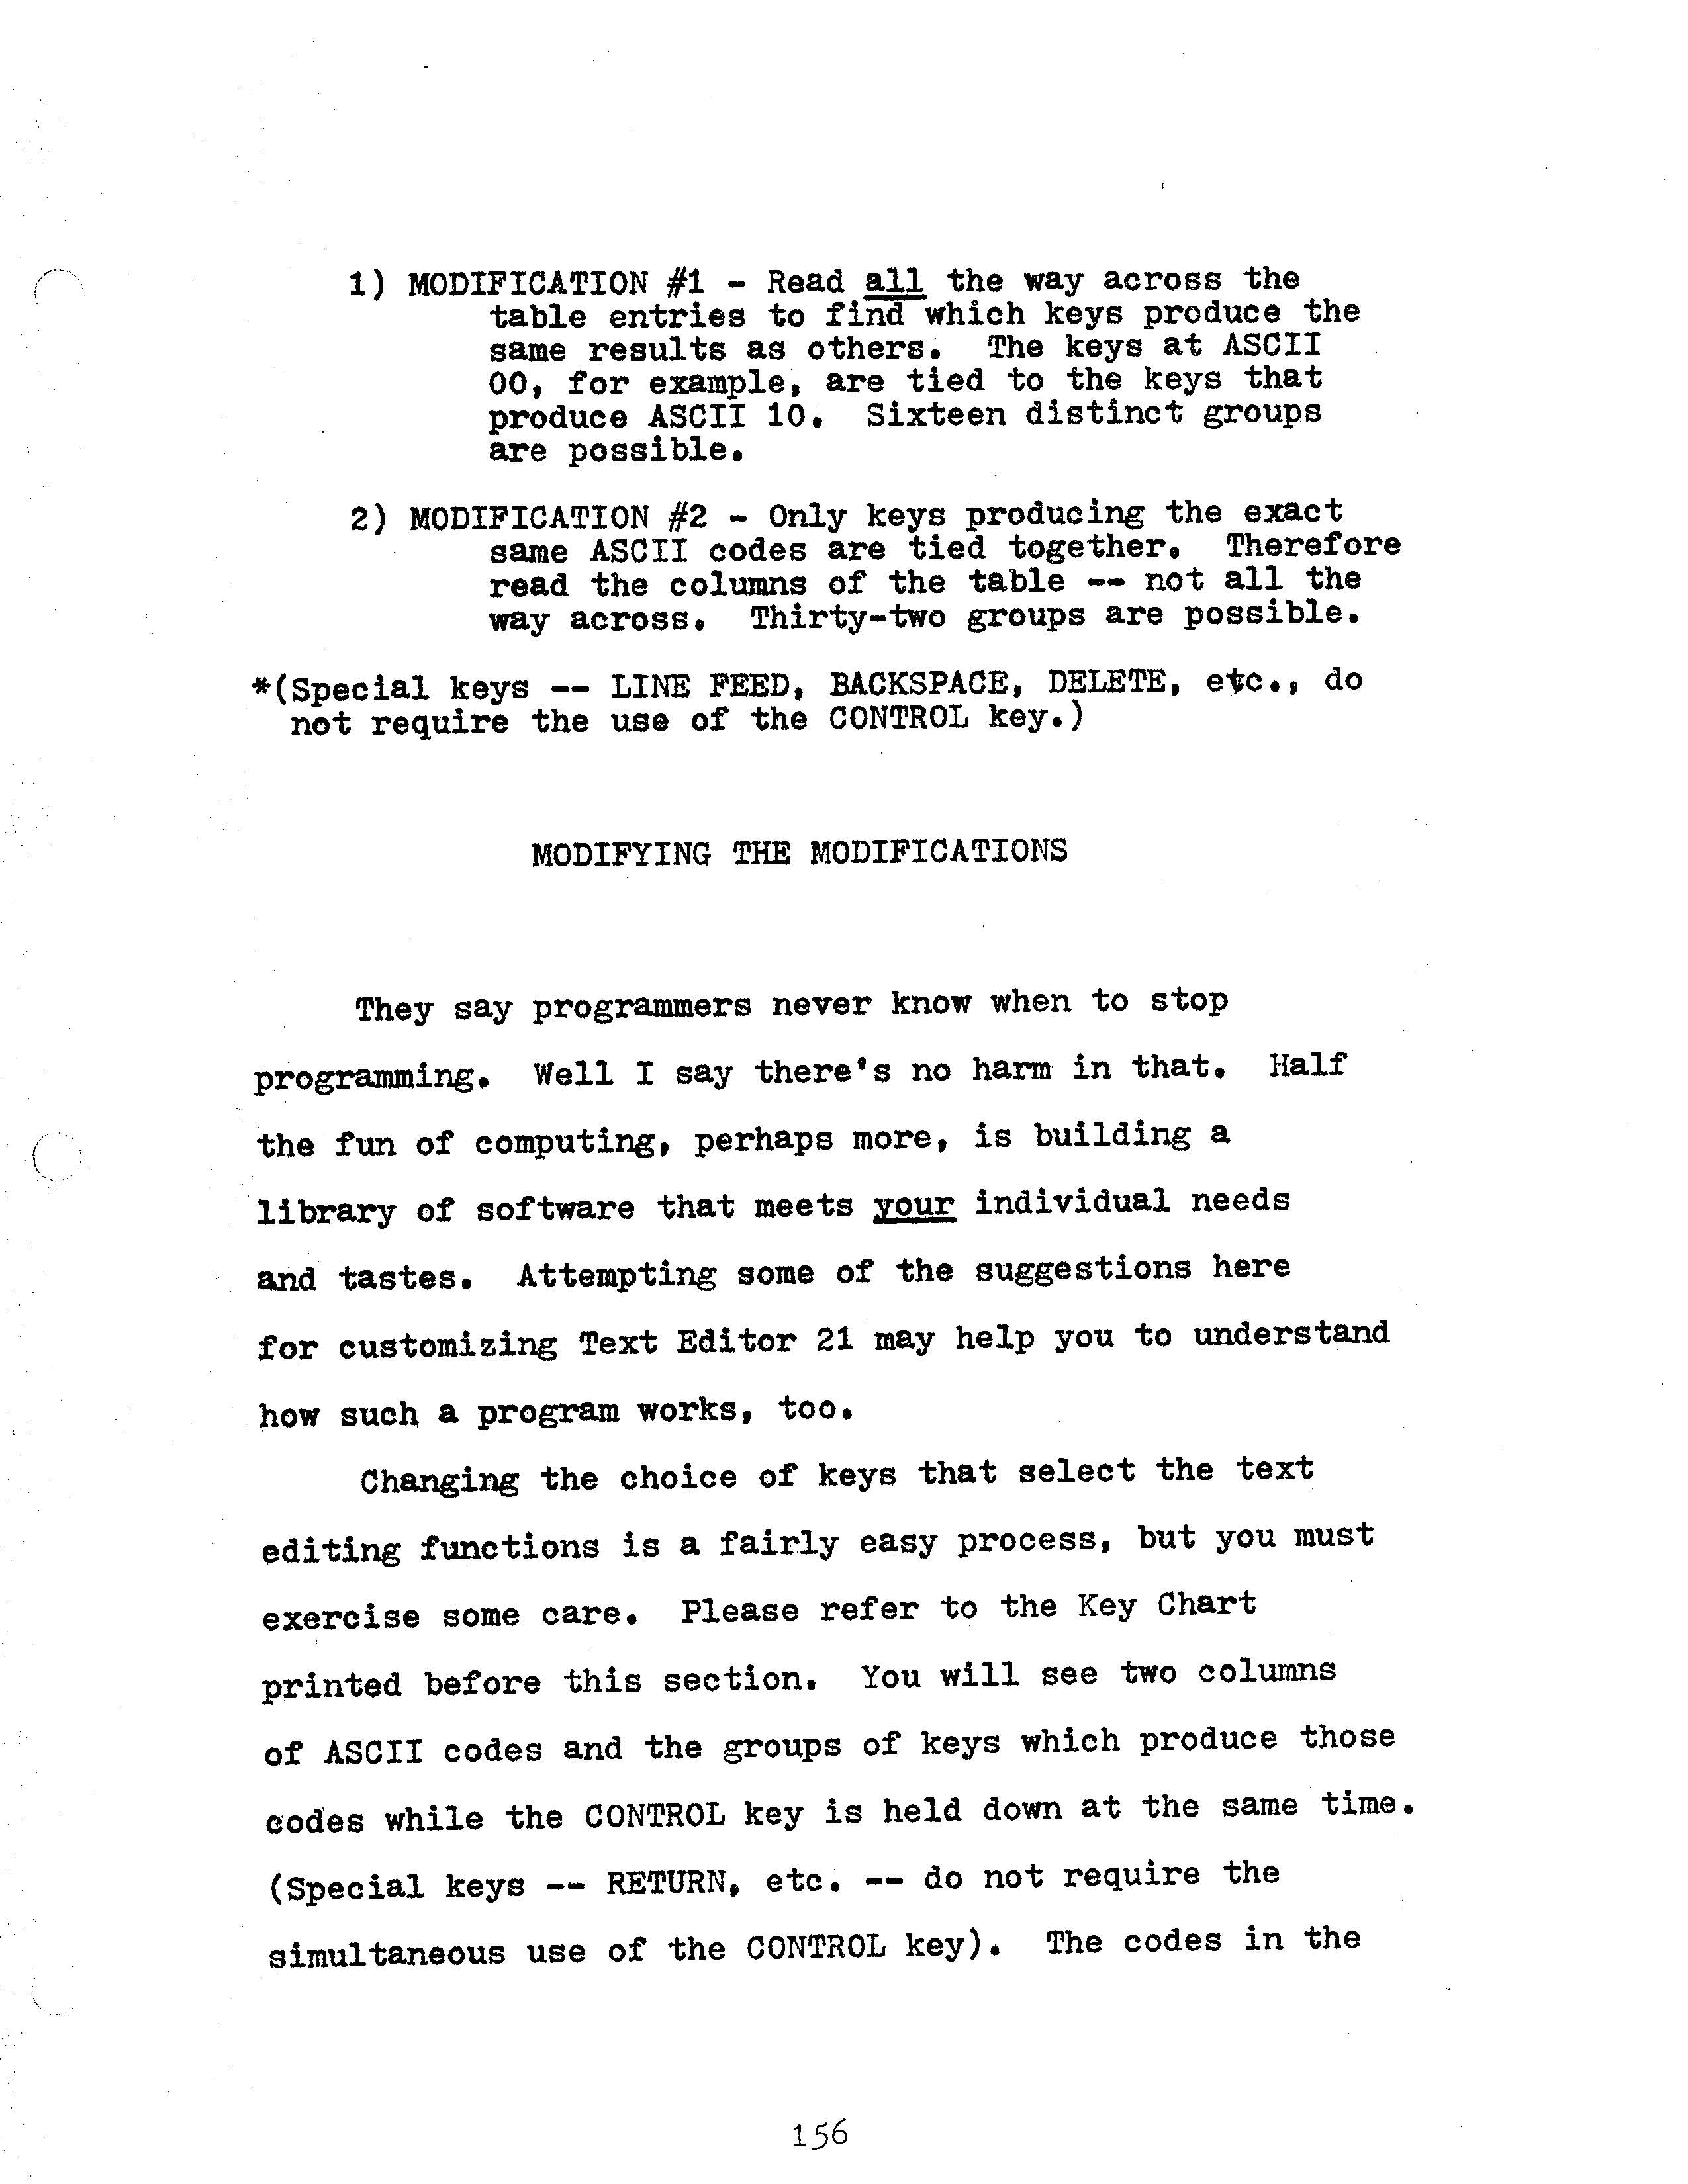 1) MODIFICATION #1 - Read all the way across the
table entries to find which keys produce the
same results as others.  The keys at ASCII
00, for example, are tied to the keys that
produce ASCII 10.  Sixteen distinct groups
are possible.
2) MODIFICATION #2 - Only keys producing the exact
same ASCII codes are tied together.  Therefore
read the columns of the table -- not all the
way across.  Thirty-two groups are possible.
*(Special keys -- LINE FEED, BACKSPACE, DELETE, etc., do
not require the use of the CONTROL key.)
MODIFYING THE MODIFICATIONS
They say programmers never know when to stop
programming.  Well I say there's no harm in that.  Half
the fun of computing, perhaps more, is building a
library of software that meets your individual needs
and tastes.  Attempting some of the suggestions here
for customizing Text Editor 21 may help you to understand
how such a program works, too.
Changing the choice of keys that select the text
editing functions is a fairly easy process, but you must
exercise some care.  Please refer to the Key Chart
printed before this section.  You will see two columns
of ASCII codes and the groups of keys which produce those
codes while the CONTROL key is held down at the same time.
(Special keys -- RETURN, etc. -- do not require the
simultaneous use of the CONTROL key).  The codes in the
156